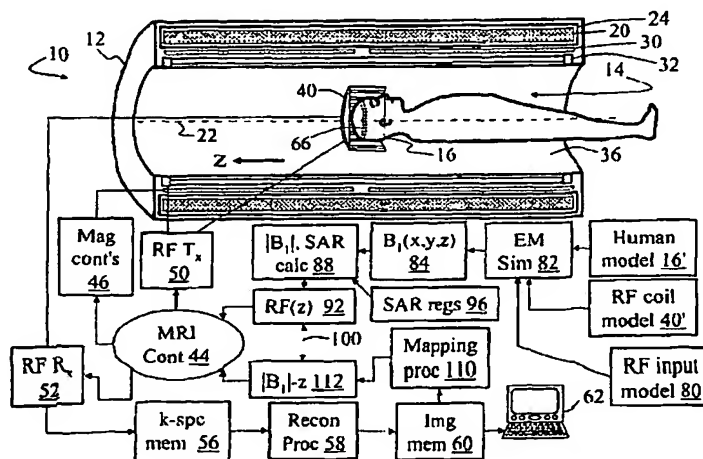 10
12
24
20
30
32
14
40
22
66
16
36
Z
Mag
cont's
46
RF Tx
50
|B1|, SAR
calc 88
B1(x,y,z)
84
EM
Sim 82
Human
model 16'
RF(z) 92
SAR regs 96
RF coil
model 40'
MRI
Cont 44
100
RF Rx
52
|B1|-z 112
Mapping
proc 110
RF input
model 80
62
k-spc
mem 56
Recon
Proc 58
Img
mem 60